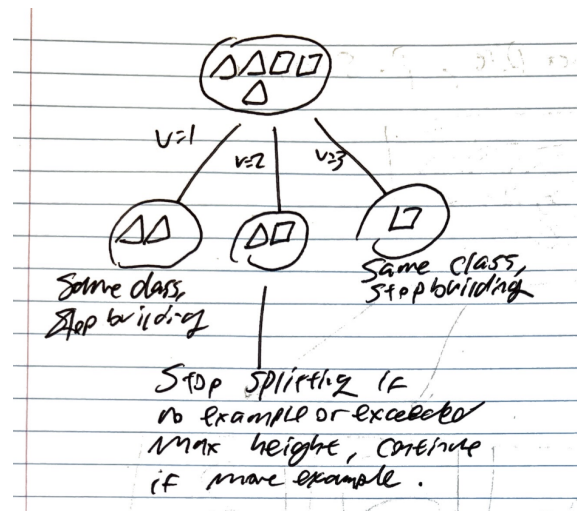 v=1
v=2
v=3
Same class,
Stop building
Same class,
Stop building
Stop splitting if
no example or exceeded
max height, continue
if more example.